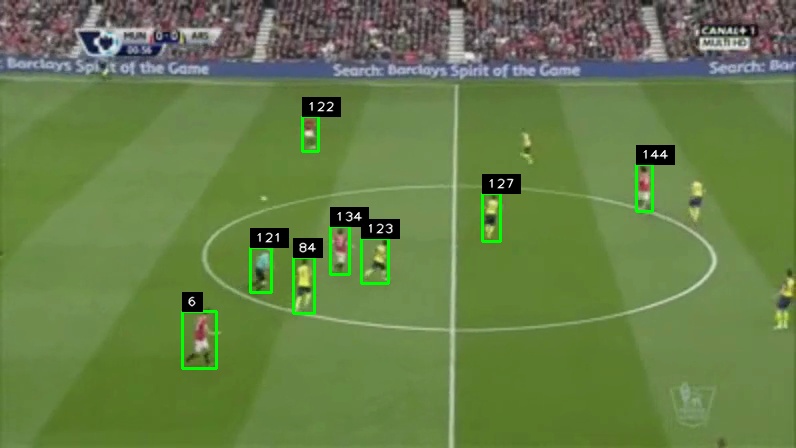 MUN 0-0 ARS
00:56
CANAL+ 1
MULTI HD
Barclays Spirit of the Game
Search: Barclays Spirit of the Game
Search: Bar
122
144
127
134
123
121
84
6